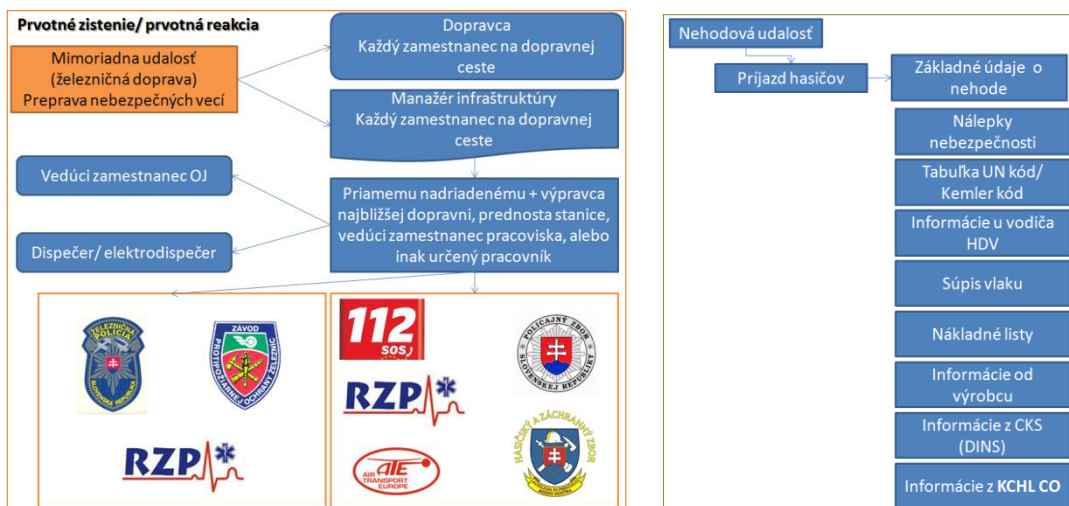 Prvotné zistenie/ prvotná reakcia
Mimoriadna udalosť
(železničná doprava)
Preprava nebezpečných vecí
Dopravca
Každý zamestnanec na dopravnej
ceste
Manažér infraštruktúry
Každý zamestnanec na dopravnej
ceste
Vedúci zamestnanec OJ
Dispečer/ elektrodispečer
Priamemu nadriadenému + výpravca
najbližšej dopravni, prednosta stanice,
vedúci zamestnanec pracoviska, alebo
inak určený pracovník
ŽELEZNIČNÁ
POLÍCIA
SLOVENSKÁ REPUBLIKA
ZÁVOD
PROTIPOŽIARNEJ OCHRANY ŽELEZNÍC
RZP
112
SOS
POLICAJNÝ ZBOR
SLOVENSKEJ REPUBLIKY
RZP
ATE
AIR
TRANSPORT
EUROPE
HASIČSKÝ A ZÁCHRANNÝ ZBOR
Nehodová udalosť
Príjazd hasičov
Základné údaje o
nehode
Nálepky
nebezpečnosti
Tabuľka UN kód/
Kemler kód
Informácie u vodiča
HDV
Súpis vlaku
Nákladné listy
Informácie od
výrobcu
Informácie z CKS
(DINS)
Informácie z KCHL CO